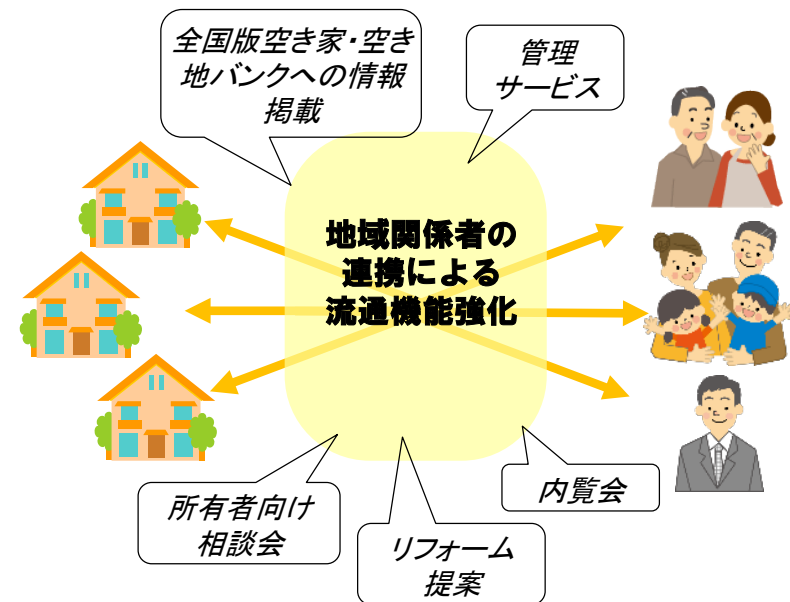 全国版空き家・空き
地バンクへの情報
掲載
管理
サービス
地域関係者の
連携による
流通機能強化
所有者向け
相談会
リフォーム
提案
内覧会